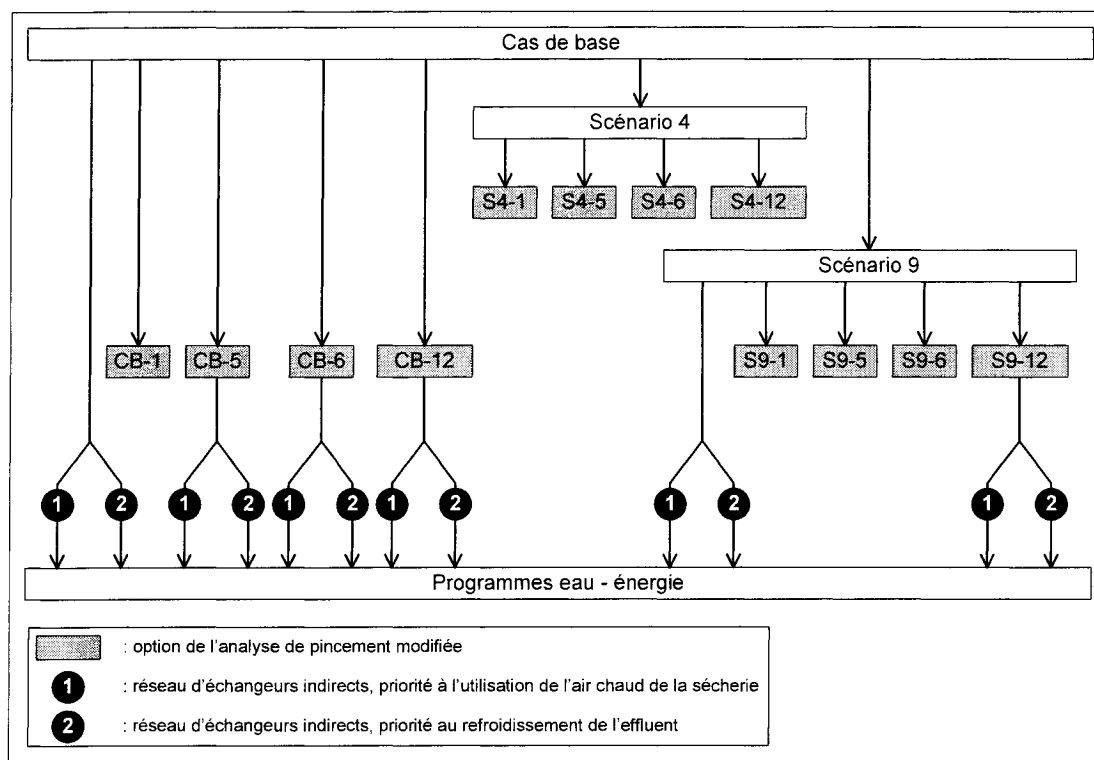 Cas de base
Scénario 4
S4-1 S4-5 S4-6 S4-12
Scénario 9
CB-1 CB-5 CB-6 CB-12 S9-1 S9-5 S9-6 S9-12
1 2 1 2 1 2 1 2 1 2 1 2
Programmes eau - énergie
: option de l'analyse de pincement modifiée
1 : réseau d'échangeurs indirects, priorité à l'utilisation de l'air chaud de la sécherie
2 : réseau d'échangeurs indirects, priorité au refroidissement de l'effluent